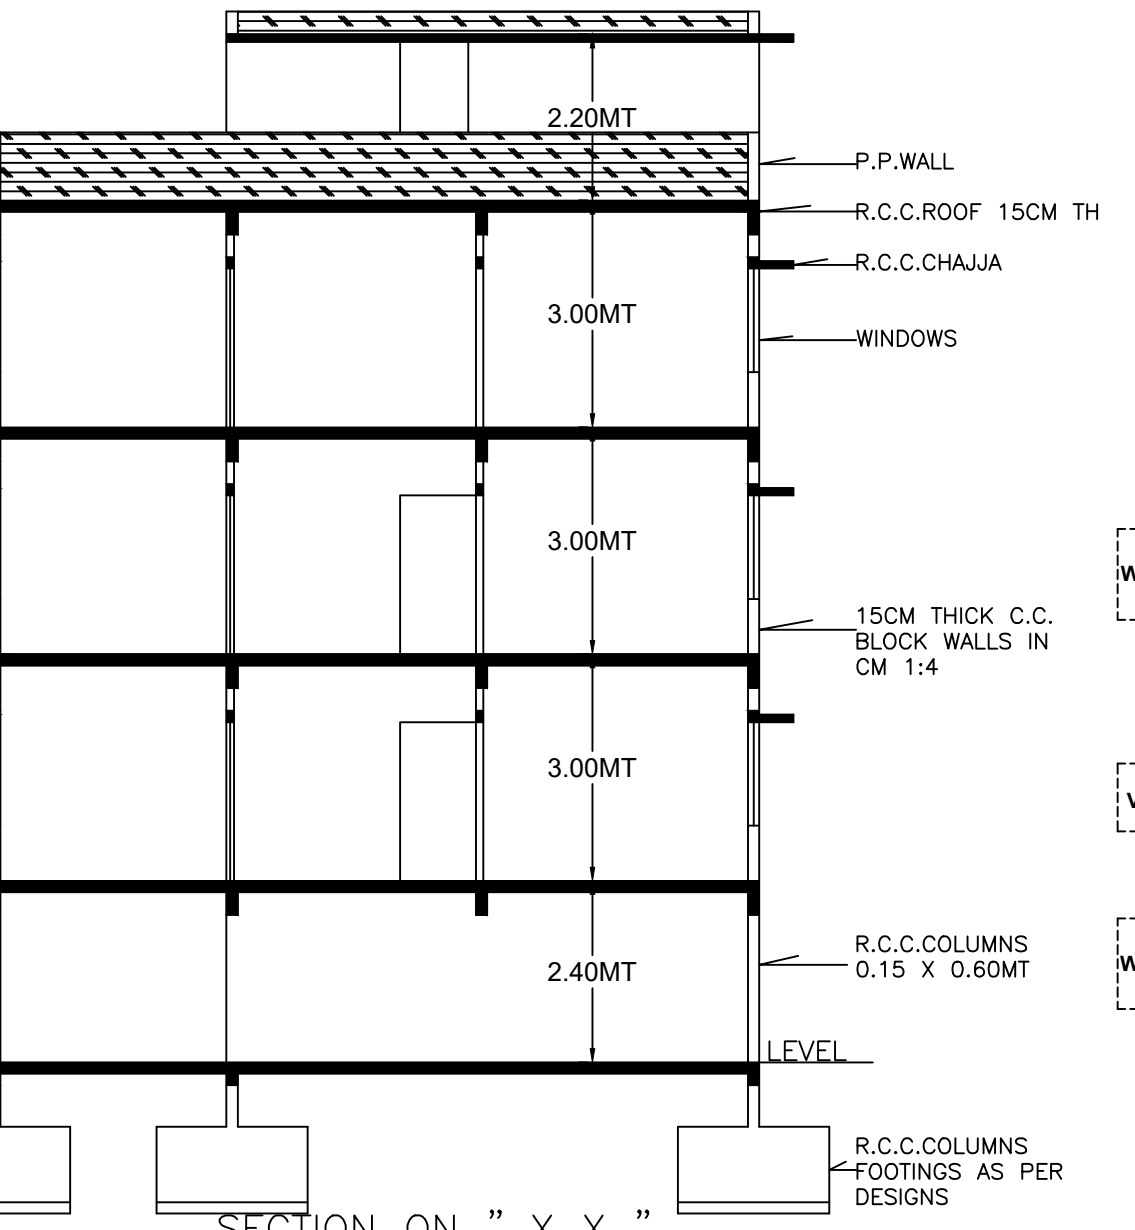 2.20MT
P.P.WALL
R.C.C.ROOF 15CM TH
R.C.C.CHAJJA
3.00MT
WINDOWS
3.00MT
15CM THICK C.C.
BLOCK WALLS IN
CM 1:4
3.00MT
R.C.C.COLUMNS
0.15 X 0.60MT
2.40MT
LEVEL
R.C.C.COLUMNS
FOOTINGS AS PER
DESIGNS
SECTION ON " X X "